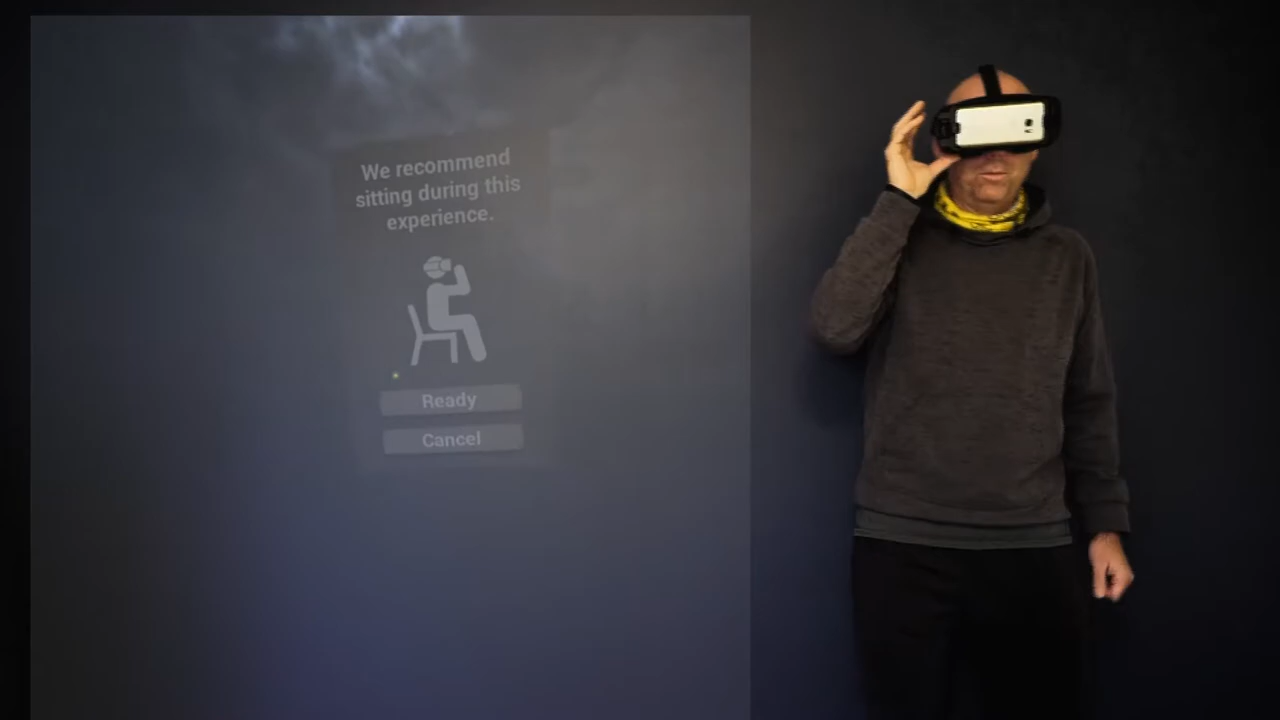 We recommend
sitting during this
experience.
Ready
Cancel